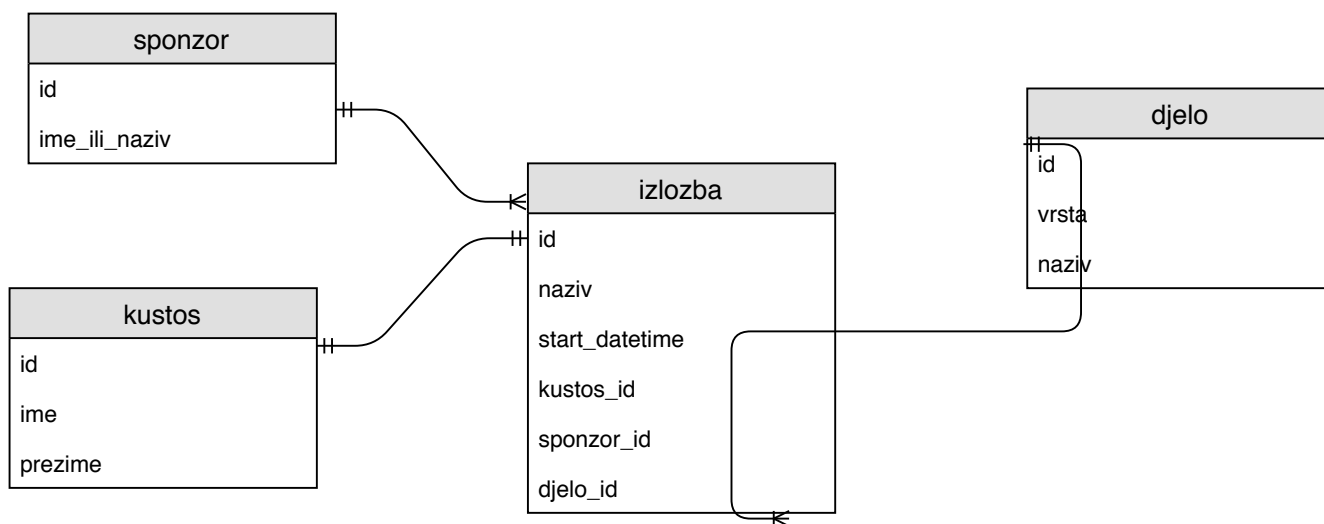 sponzor
id
ime_ili_naziv
kustos
id
ime
prezime
izlozba
id
naziv
start_datetime
kustos_id
sponzor_id
djelo_id
djelo
id
vrsta
naziv